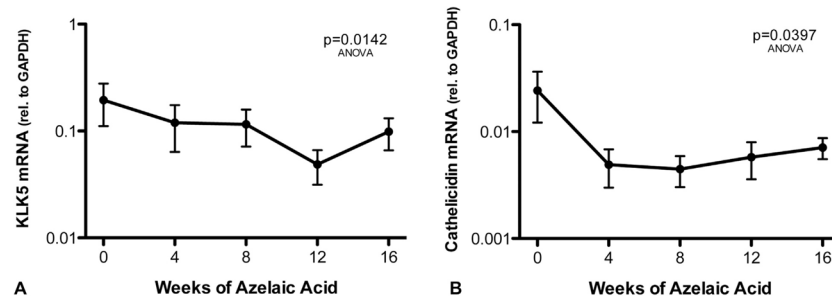 KLK5 mRNA (rel. to GAPDH)
1
0.1
0.01
p=0.0142
ANOVA
0 4 8 12 16
Weeks of Azelaic Acid
A
Cathelicidin mRNA (rel. to GAPDH)
0.1
0.01
0.001
p=0.0397
ANOVA
0 4 8 12 16
Weeks of Azelaic Acid
B